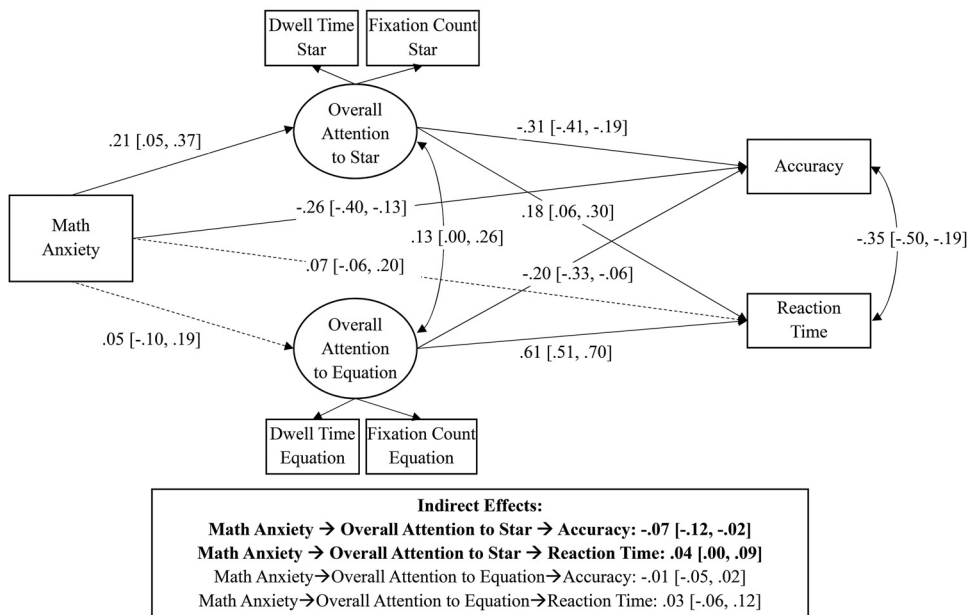 Dwell Time
Star
Fixation Count
Star
Overall
Attention
to Star
.21 [.05, .37]
-.31 [-.41, -.19]
Accuracy
Math
Anxiety
-.26 [-.40, -.13]
.18 [.06, .30]
.13 [.00, .26]
-.35 [-.50, -.19]
.07 [-.06, .20]
-.20 [-.33, -.06]
Reaction
Time
.05 [-.10, .19]
Overall
Attention
to Equation
.61 [.51, .70]
Dwell Time
Equation
Fixation Count
Equation
Indirect Effects:
Math Anxiety → Overall Attention to Star → Accuracy: -.07 [-.12, -.02]
Math Anxiety → Overall Attention to Star → Reaction Time: .04 [.00, .09]
Math Anxiety→Overall Attention to Equation→Accuracy: -.01 [-.05, .02]
Math Anxiety→Overall Attention to Equation→Reaction Time: .03 [-.06, .12]